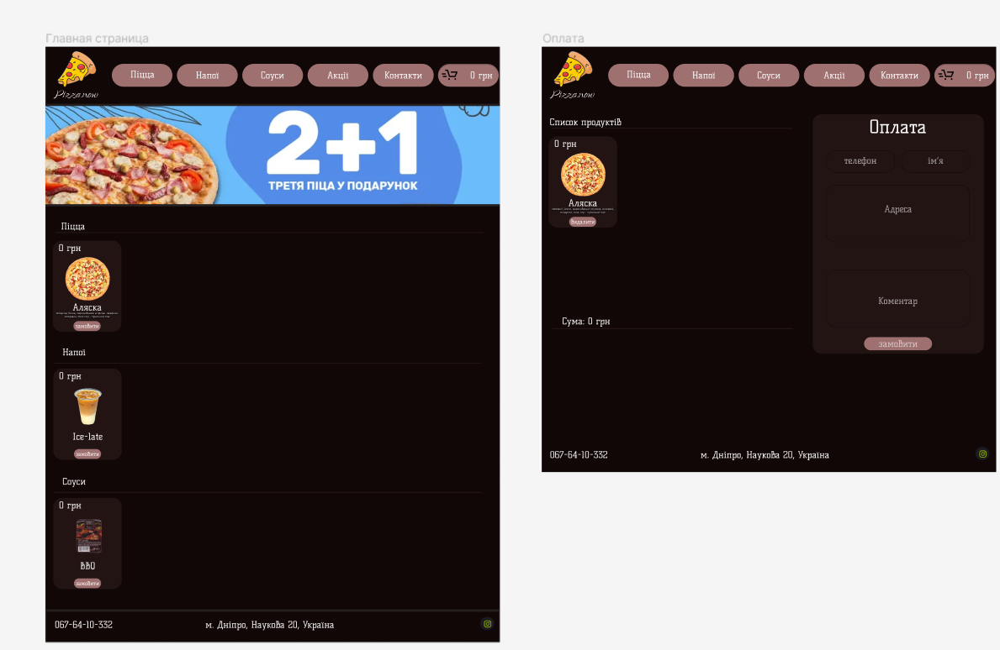 Главная страница
Pizza.now
Піцца
Напої
Соуси
Акції
Контакти
0 грн
2+1
ТРЕТЯ ПІЦА У ПОДАРУНОК
Піцца
0 грн
Аляска
замовити
Напої
0 грн
Ice-late
замовити
Соуси
0 грн
BBQ
замовити
067-64-10-332
м. Дніпро, Наукова 20, Україна
Оплата
Pizza.now
Піцца
Напої
Соуси
Акції
Контакти
0 грн
Список продуктів
0 грн
Аляска
Видалити
Сума: 0 грн
Оплата
телефон
ім'я
Адреса
Коментар
замовити
067-64-10-332
м. Дніпро, Наукова 20, Україна